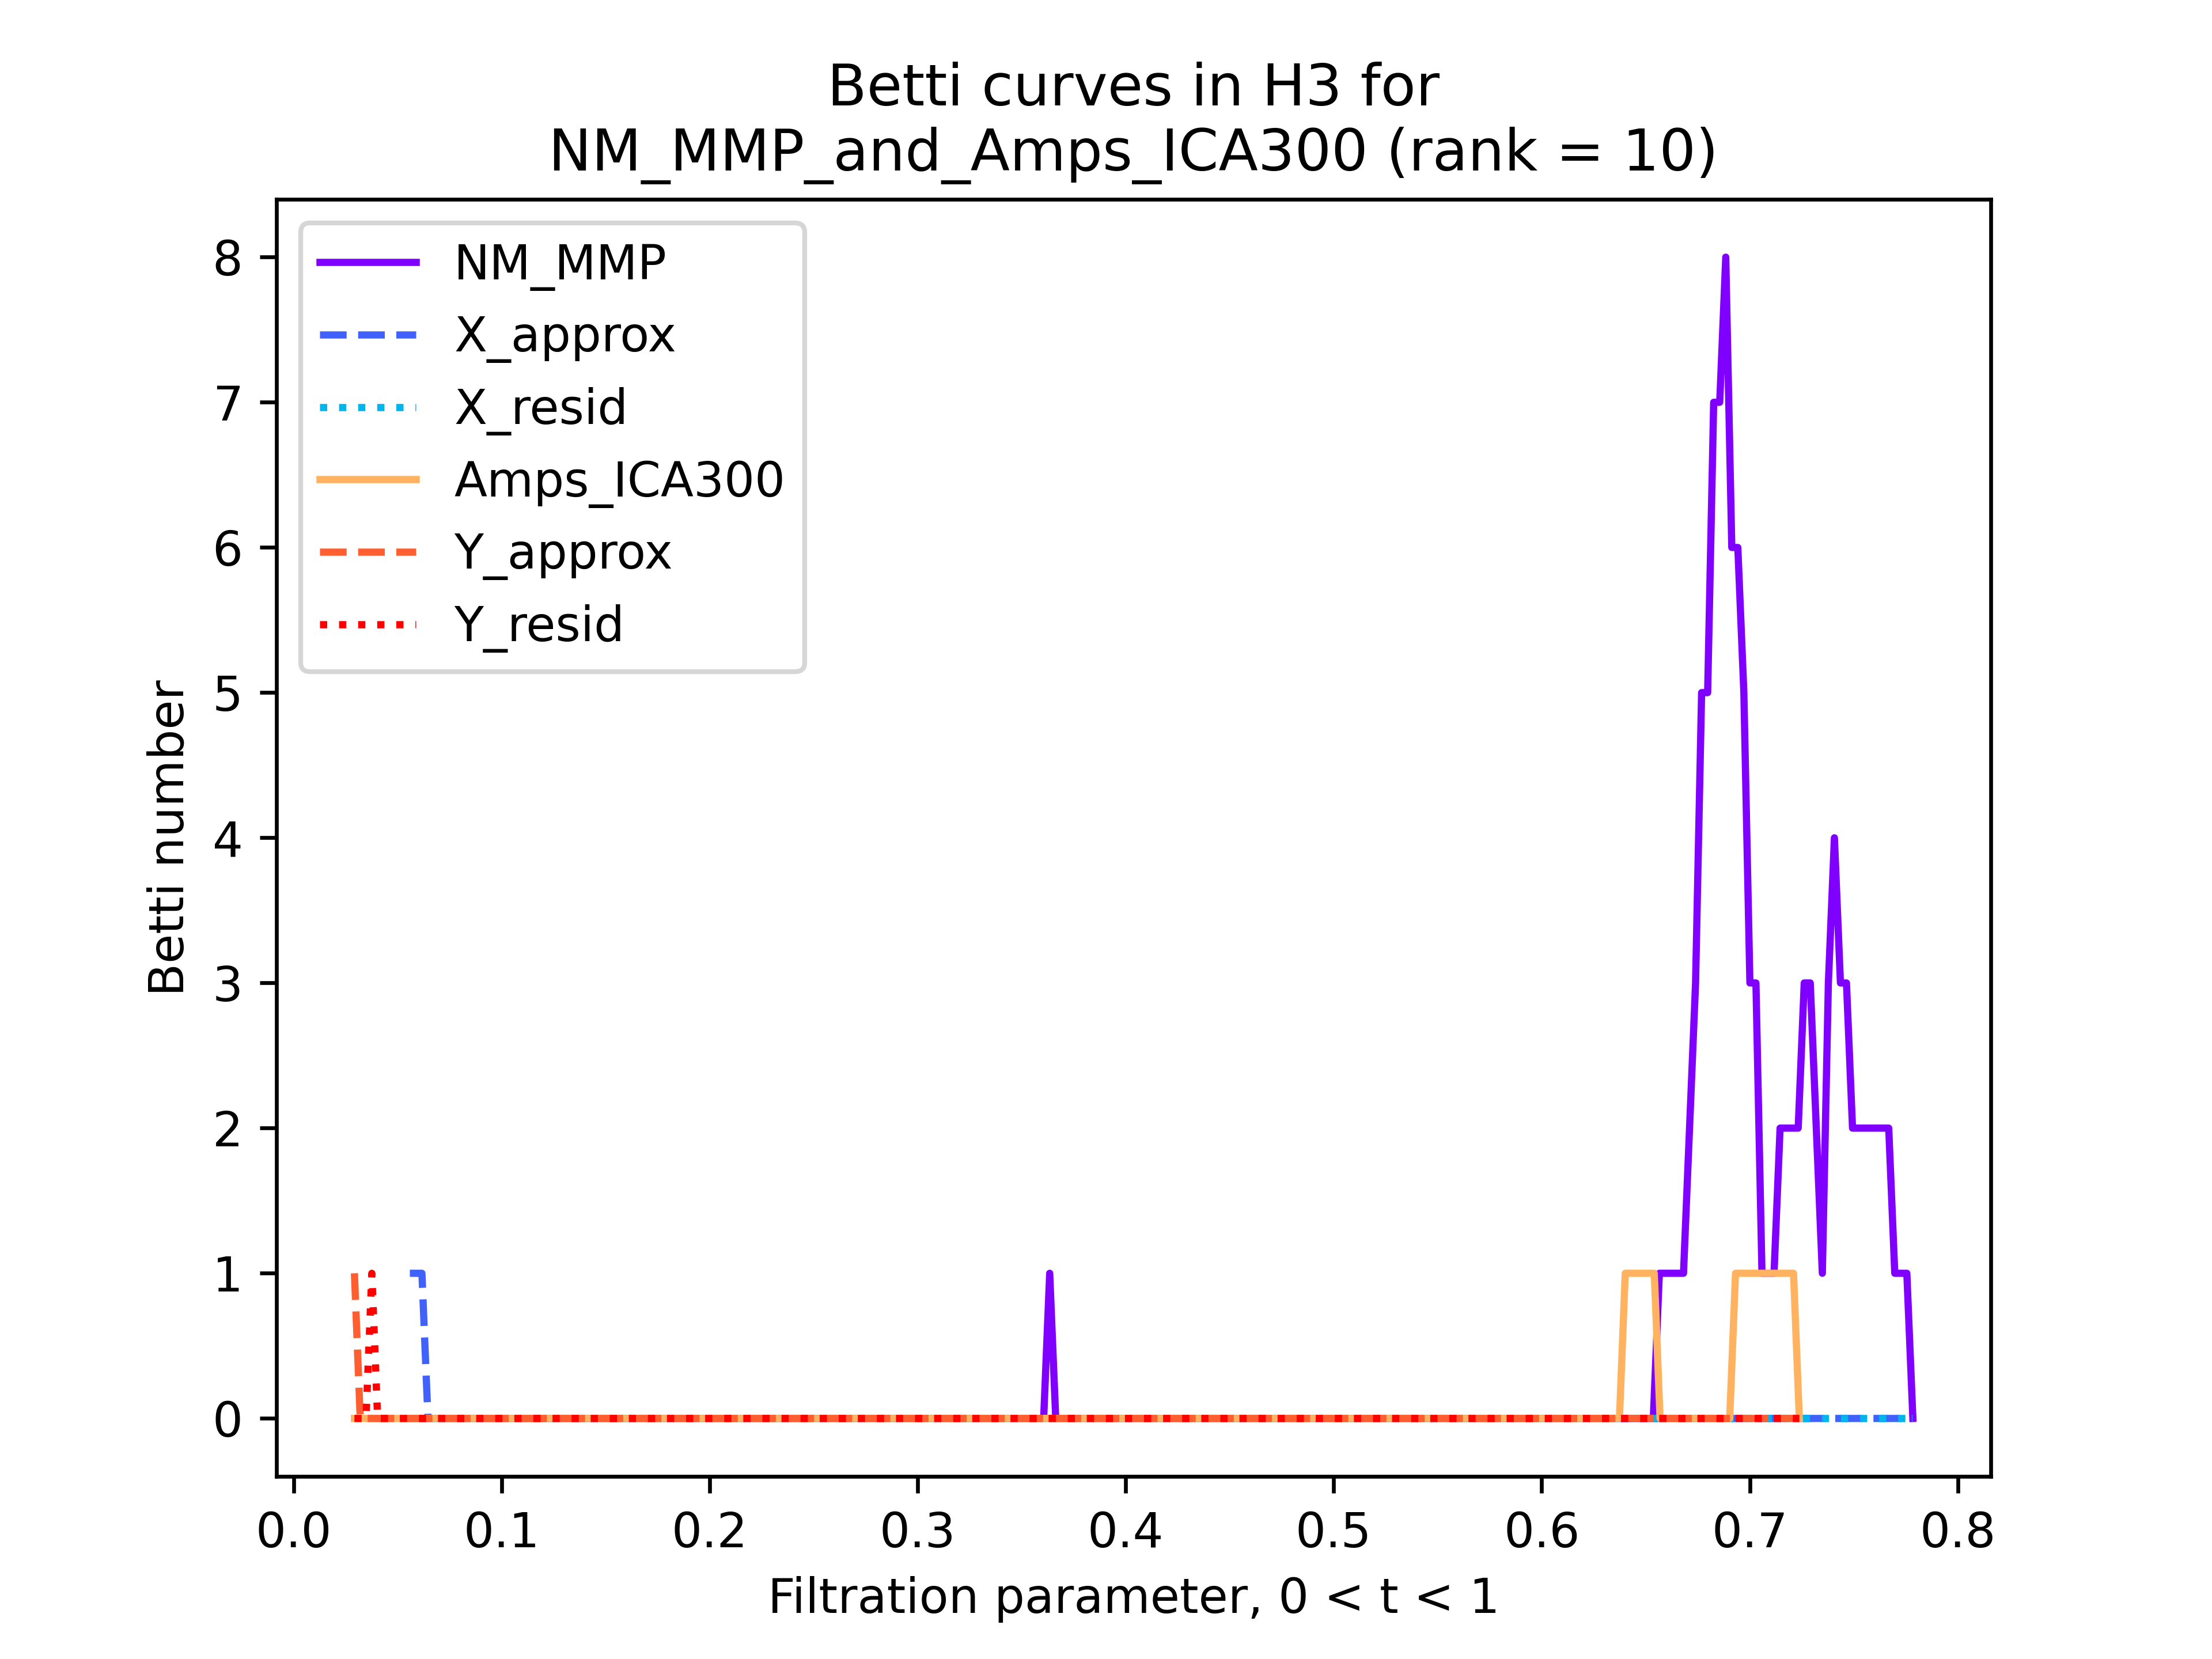 Betti curves in H3 for
NM_MMP_and_Amps_ICA300 (rank = 10)
NM_MMP
X_approx
X_resid
Amps_ICA300
Y_approx
Y_resid
Betti number
8
7
6
5
4
3
2
1
0
0.0 0.1 0.2 0.3 0.4 0.5 0.6 0.7 0.8
Filtration parameter, 0 < t < 1